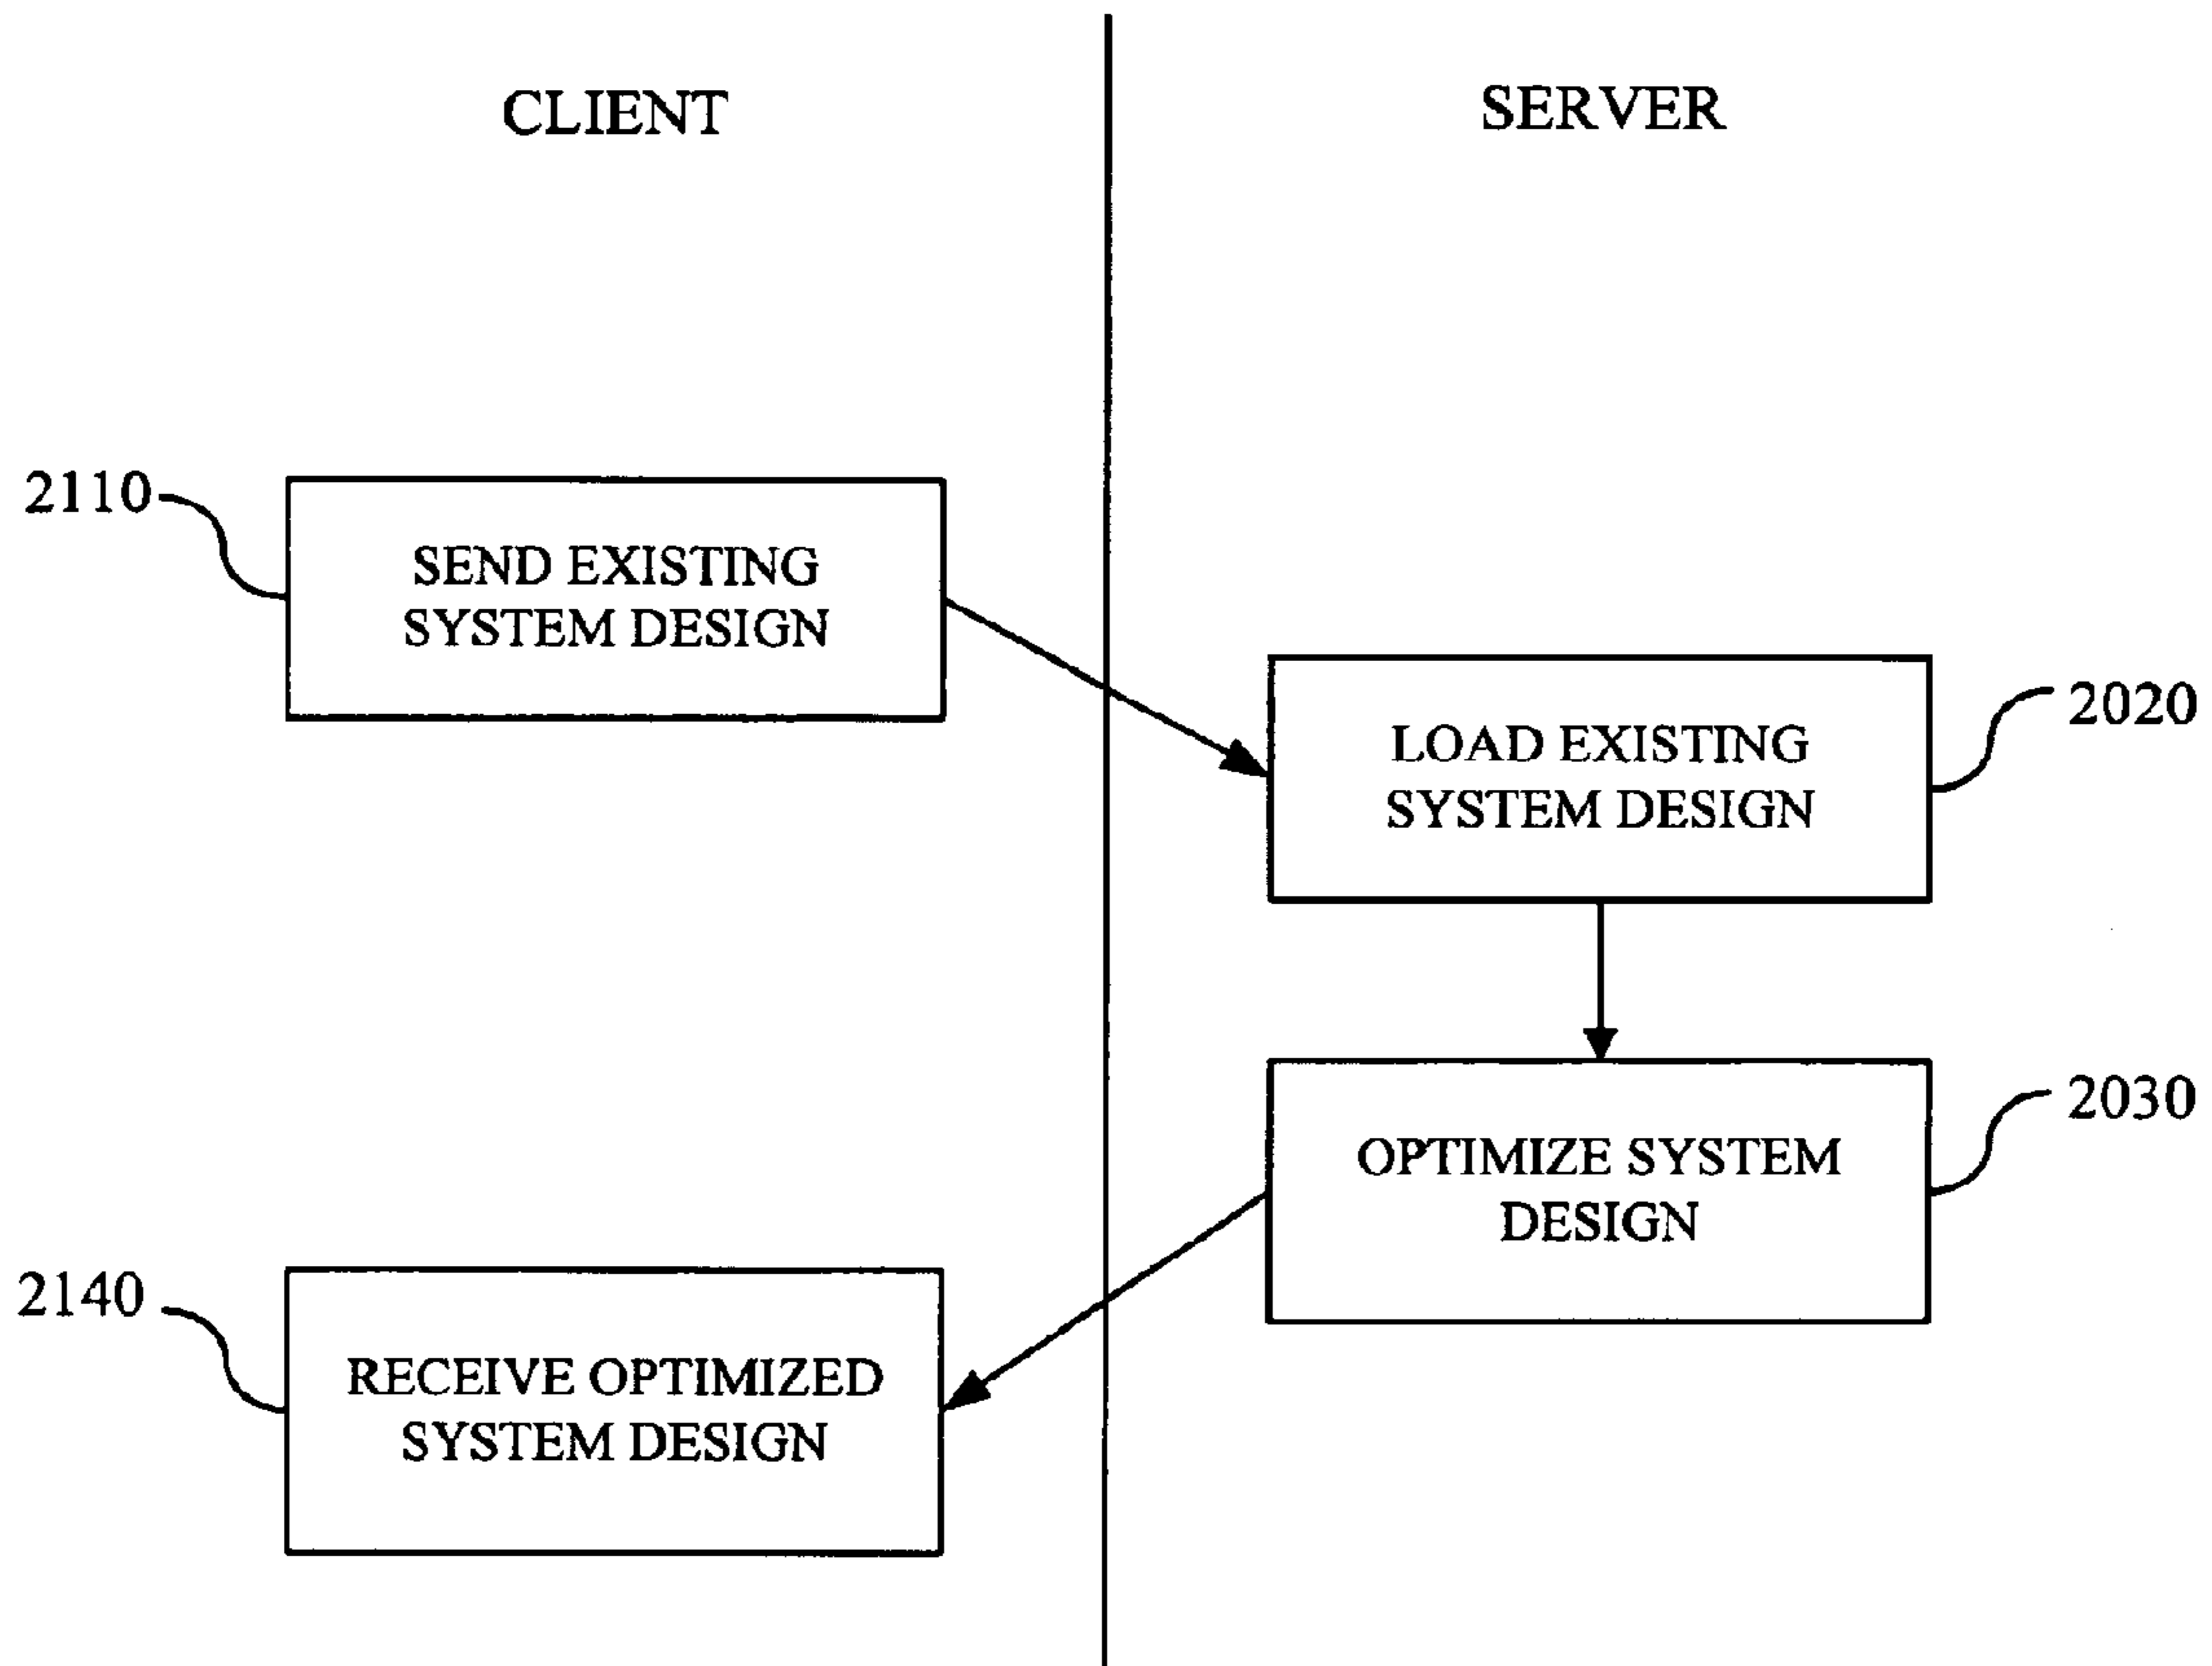 CLIENT
SERVER
2110
SEND EXISTING
SYSTEM DESIGN
LOAD EXISTING
SYSTEM DESIGN
2020
OPTIMIZE SYSTEM
DESIGN
2030
2140
RECEIVE OPTIMIZED
SYSTEM DESIGN